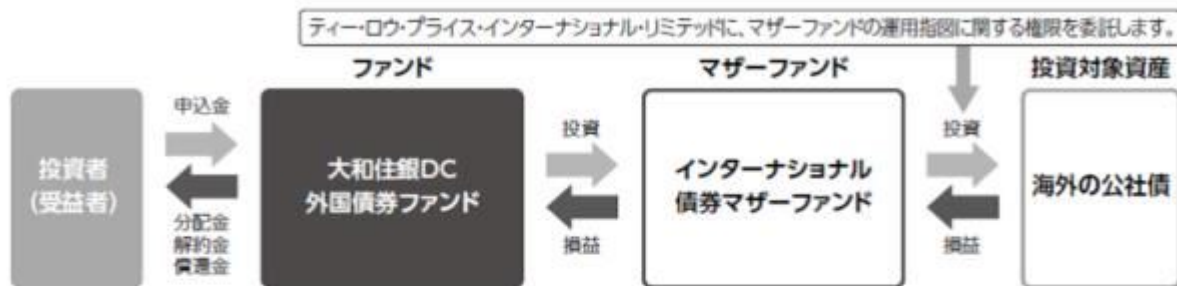 ティー・ロウ・プライス・インターナショナル・リミテッドに、マザーファンドの運用指図に関する権限を委託します。
ファンド
マザーファンド
投資対象資産
投資者
(受益者)
申込金
分配金
解約金
償還金
大和住銀DC
外国債券ファンド
投資
損益
インターナショナル
債券マザーファンド
投資
損益
海外の公社債